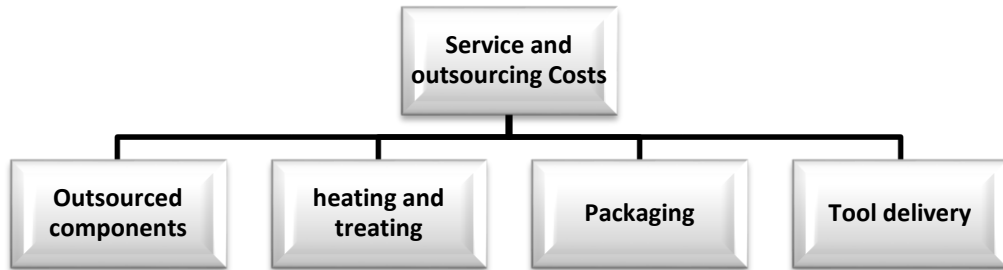 Service and
outsourcing Costs
Outsourced
components
heating and
treating
Packaging
Tool delivery